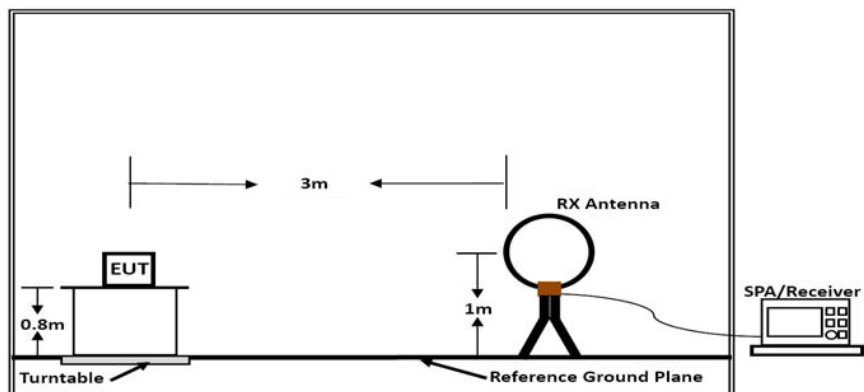 3m
RX Antenna
EUT
SPA/Receiver
0.8m
1m
Turntable
Reference Ground Plane